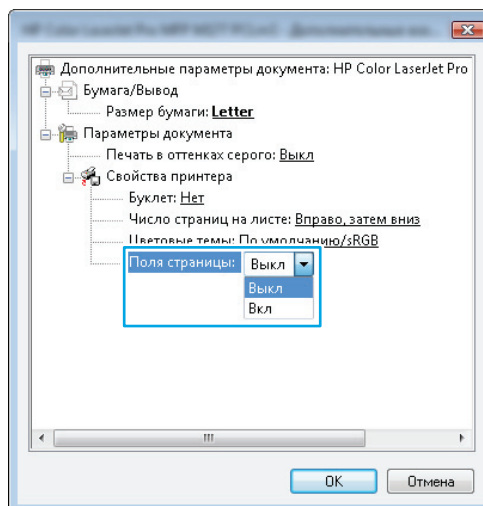 Дополнительные параметры документа: HP Color LaserJet Pro
Бумага/Вывод
Размер бумаги: Letter
Параметры документа
Печать в оттенках серого: Выкл
Свойства принтера
Буклет: Нет
Число страниц на листе: Вправо, затем вниз
Цветовые темы: По умолчанию/sRGB
Поля страницы: Выкл
Выкл
Вкл
OK Отмена